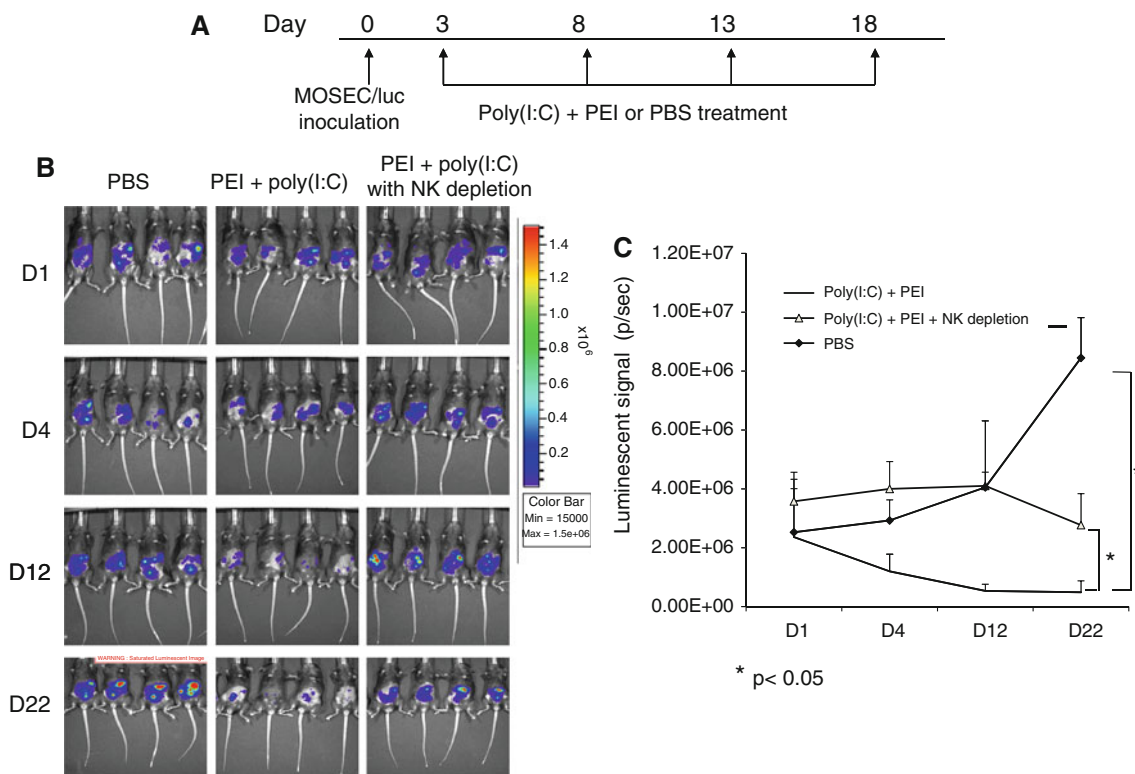 A Day 0 3 8 13 18
MOSEC/luc
inoculation
Poly(I:C) + PEI or PBS treatment
B
PBS
PEI + poly(I:C)
PEI + poly(I:C)
with NK depletion
D1
D4
D12
D22
WARNING : Saturated Luminescent Image
1.4
1.2
1.0
0.8
0.6
0.4
0.2
x10⁶
Color Bar
Min = 15000
Max = 1.5e+06
C
Luminescent signal (p/sec)
1.20E+07
1.00E+07
8.00E+06
6.00E+06
4.00E+06
2.00E+06
0.00E+00
Poly(I:C) + PEI
Poly(I:C) + PEI + NK depletion
PBS
*
D1 D4 D12 D22
* p< 0.05